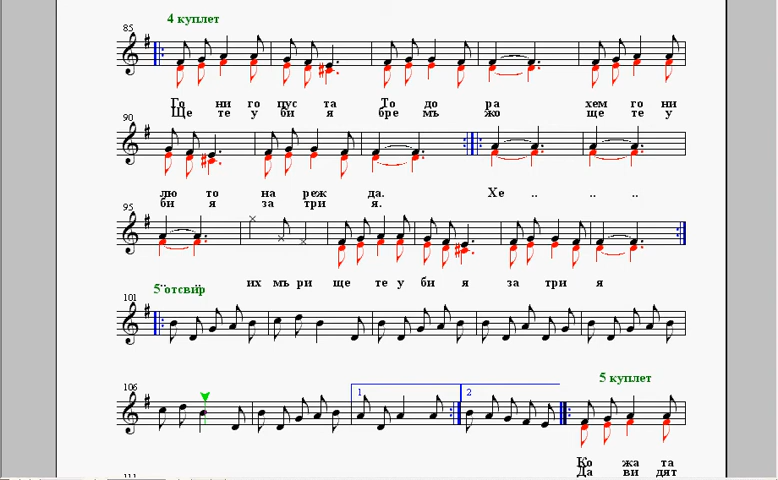 4 куплет
85
Го ни го пус та То до ра хем го ни
Ще те у би я бре мъ жо ще те у
90
лю то на реж да. Хе .. .. ..
би я за три я.
95
их мъ ри ще те у би я за три я
5 отсвир
101
106
1 2
5 куплет
Ко жа та
Да ви дят